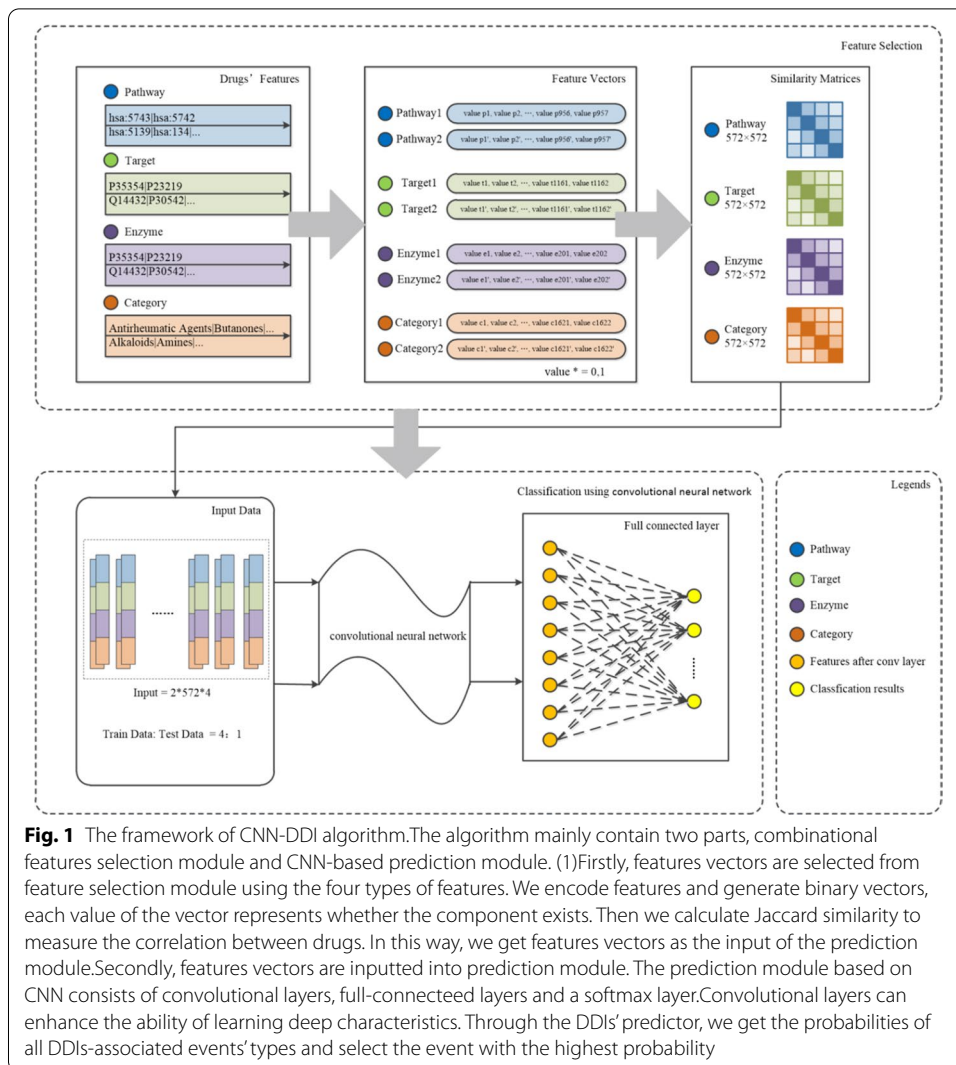 Feature Selection
Drugs' Features
Pathway
hsa:5743|hsa:5742
hsa:5139|hsa:134|...
Target
P35354|P23219
Q14432|P30542|...
Enzyme
P35354|P23219
Q14432|P30542|...
Category
Antirheumatic Agents|Butanones|...
Alkaloids|Amines|...
Feature Vectors
Pathway1 value p1, value p2, ···, value p956, value p957
Pathway2 value p1', value p2', ···, value p956', value p957'
Target1 value t1, value t2, ···, value t1161, value t1162
Target2 value t1', value t2', ···, value t1161', value t1162'
Enzyme1 value e1, value e2, ···, value e201, value e202
Enzyme2 value e1', value e2', ···, value e201', value e202'
Category1 value c1, value c2, ···, value c1621, value c1622
Category2 value c1', value c2', ···, value c1621', value c1622'
value * = 0,1
Similarity Matrices
Pathway
572×572
Target
572×572
Enzyme
572×572
Category
572×572
Classification using convolutional neural network
Input Data
......
Input = 2*572*4
Train Data: Test Data = 4：1
convolutional neural network
Full connected layer
Legends
Pathway
Target
Enzyme
Category
Features after conv layer
Classfication results
Fig. 1 The framework of CNN-DDI algorithm.The algorithm mainly contain two parts, combinational
features selection module and CNN-based prediction module. (1)Firstly, features vectors are selected from
feature selection module using the four types of features. We encode features and generate binary vectors,
each value of the vector represents whether the component exists. Then we calculate Jaccard similarity to
measure the correlation between drugs. In this way, we get features vectors as the input of the prediction
module.Secondly, features vectors are inputted into prediction module. The prediction module based on
CNN consists of convolutional layers, full-connecteed layers and a softmax layer.Convolutional layers can
enhance the ability of learning deep characteristics. Through the DDIs' predictor, we get the probabilities of
all DDIs-associated events' types and select the event with the highest probability